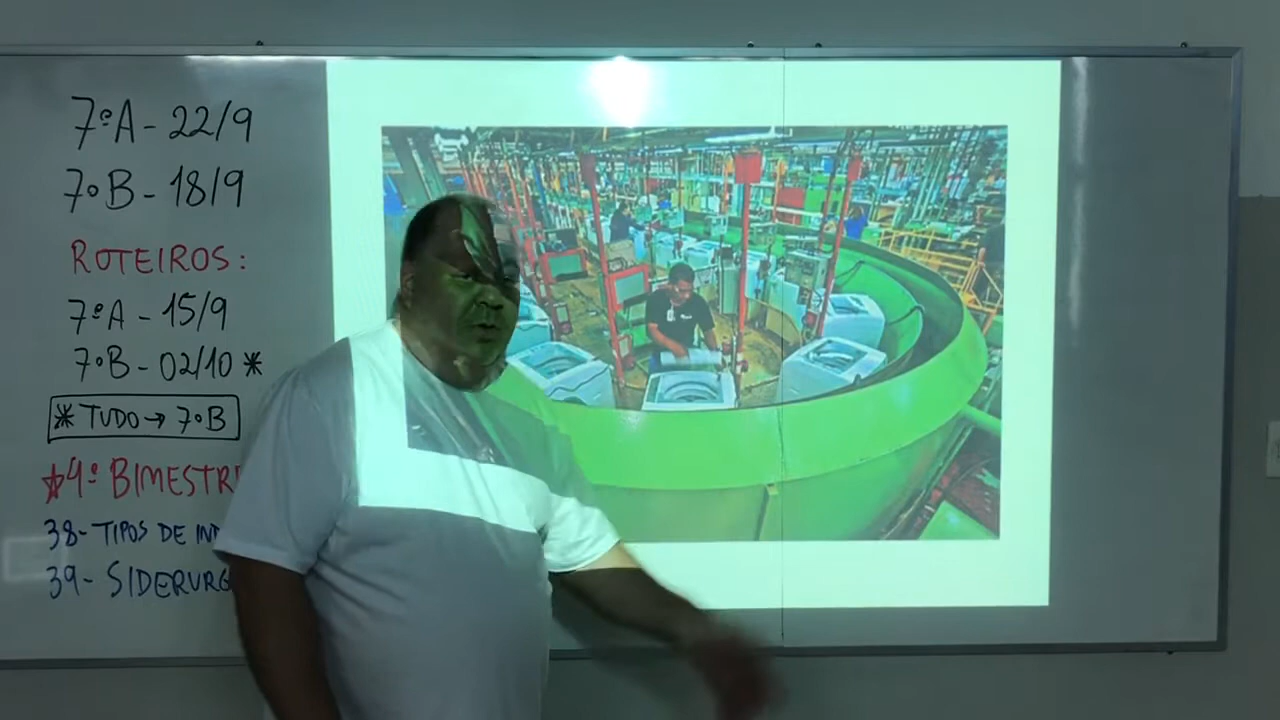 7ºA - 22/9
7ºB - 18/9
ROTEIROS:
7ºA - 15/9
7ºB - 02/10 *
* TUDO → 7ºB
★4º BIMESTR
38- TIPOS DE IN
39- SIDERURG